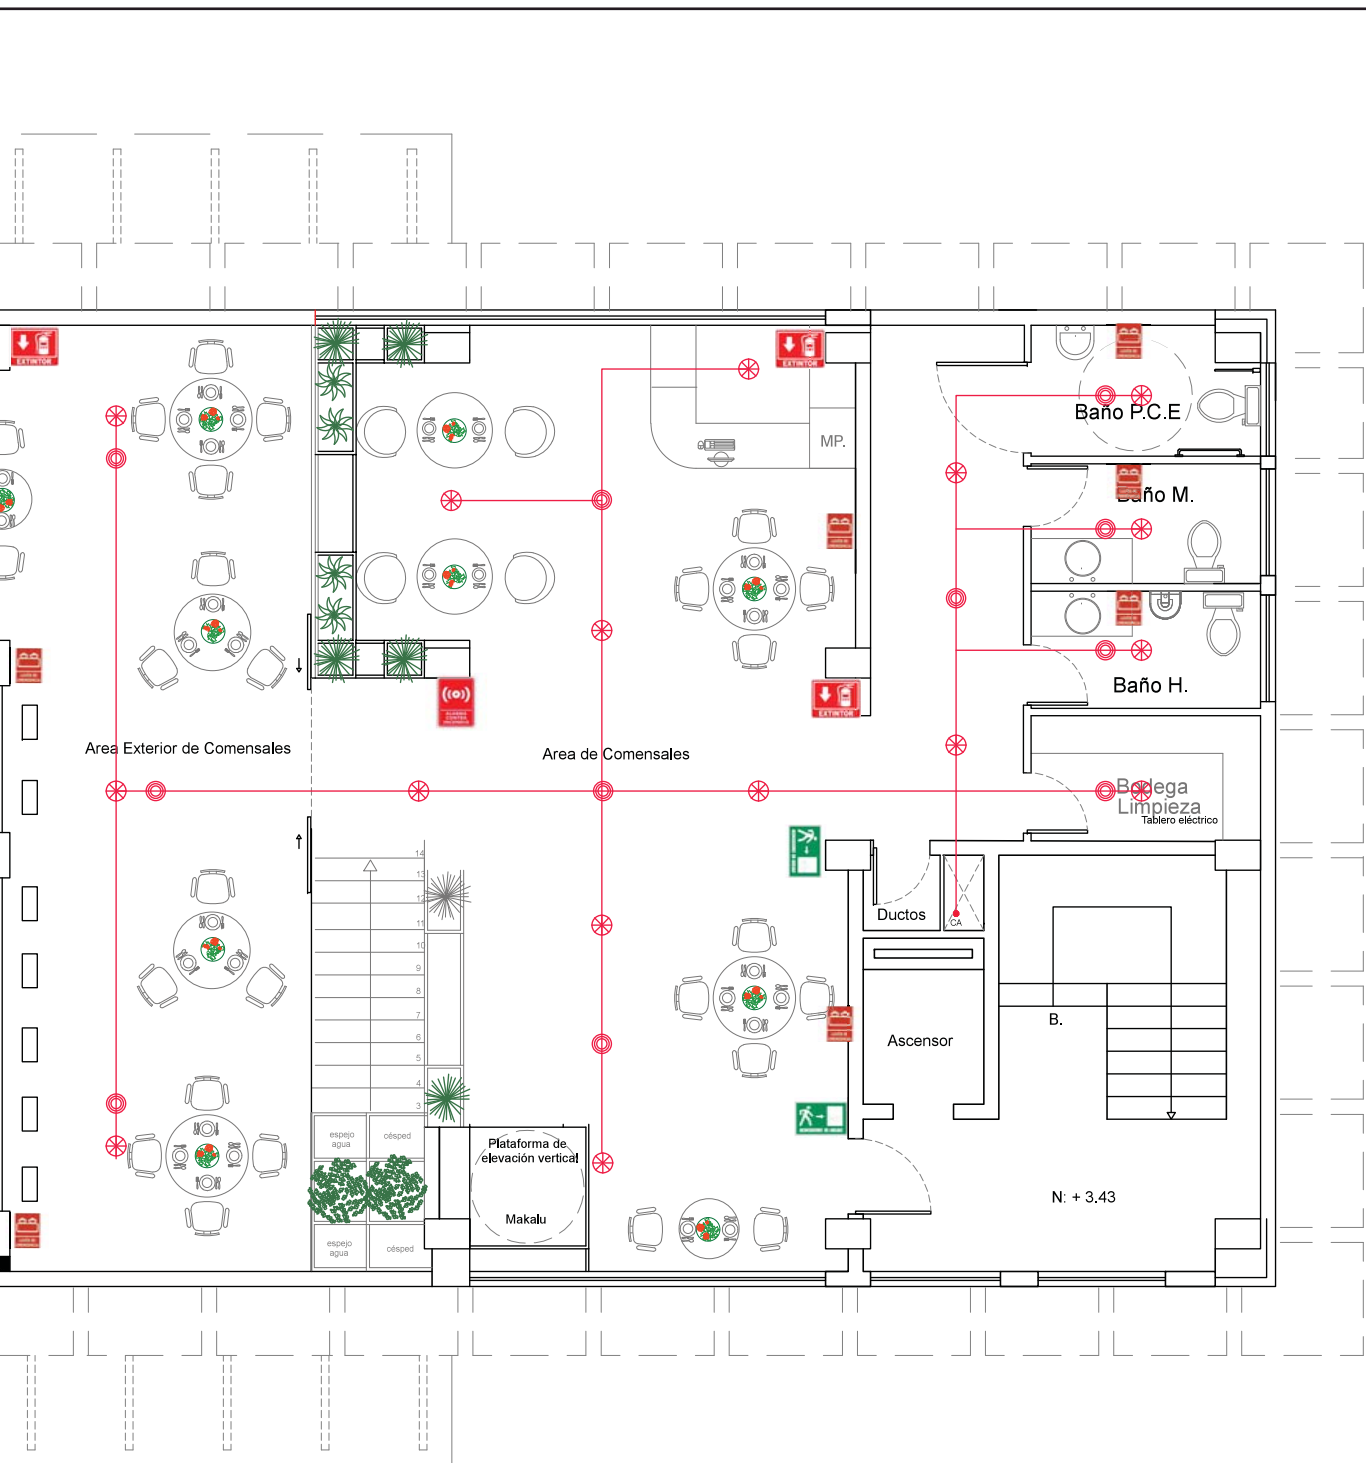 EXTINTOR
EXTINTOR
Baño P.C.E
MP.
Baño M.
Baño H.
EXTINTOR
Area Exterior de Comensales
Area de Comensales
Bodega
Limpieza
Tablero eléctrico
14
13
12
11
10
9
8
7
6
5
4
3
Ductos
CA
Ascensor
B.
espejo
agua
césped
Plataforma de
elevación vertical
Makalu
N: + 3.43
espejo
agua
césped